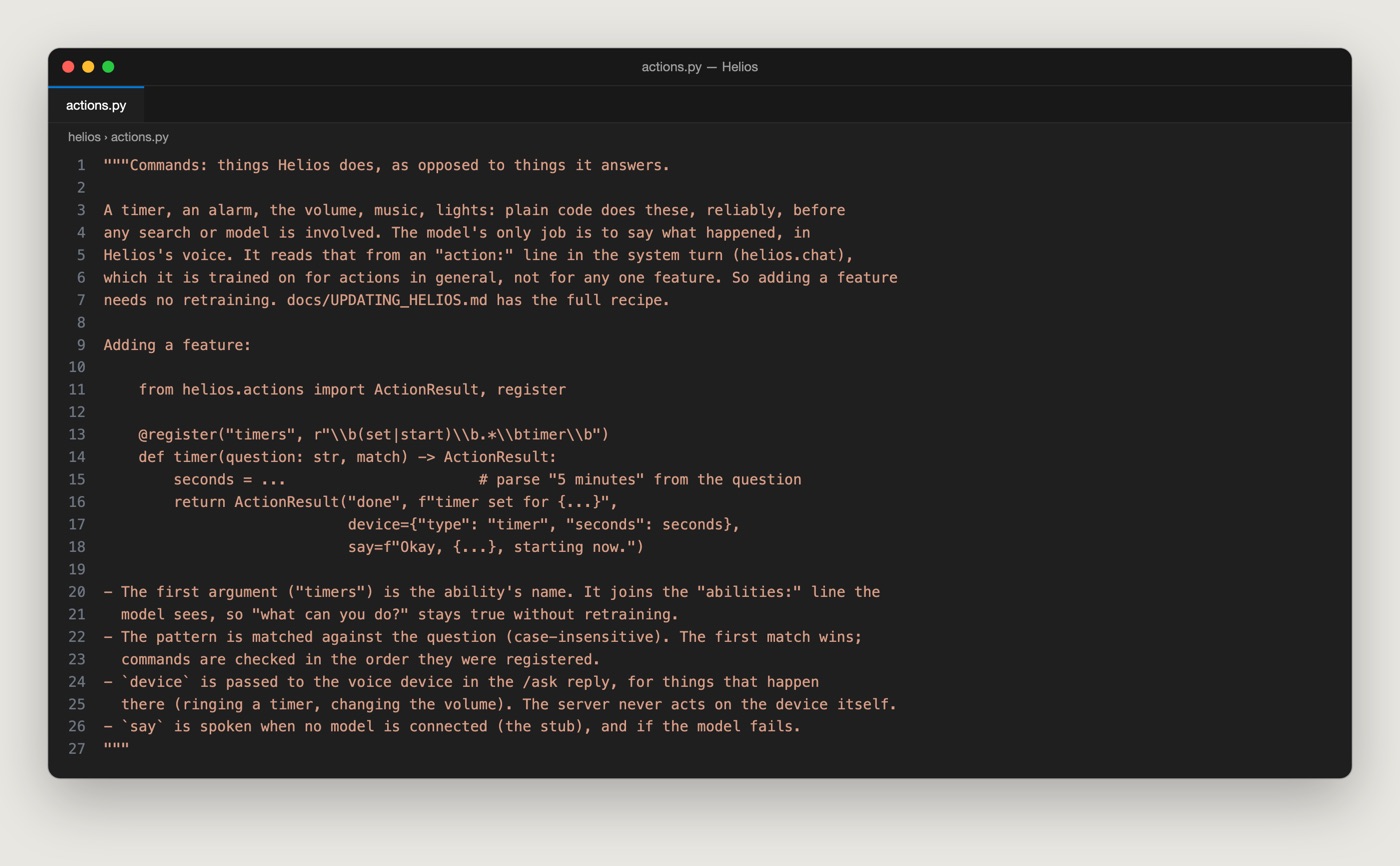 actions.py — Helios
actions.py
helios › actions.py
1 """Commands: things Helios does, as opposed to things it answers.
2
3 A timer, an alarm, the volume, music, lights: plain code does these, reliably, before
4 any search or model is involved. The model's only job is to say what happened, in
5 Helios's voice. It reads that from an "action:" line in the system turn (helios.chat),
6 which it is trained on for actions in general, not for any one feature. So adding a feature
7 needs no retraining. docs/UPDATING_HELIOS.md has the full recipe.
8
9 Adding a feature:
10
11     from helios.actions import ActionResult, register
12
13     @register("timers", r"\\b(set|start)\\b.*\\btimer\\b")
14     def timer(question: str, match) -> ActionResult:
15         seconds = ...                      # parse "5 minutes" from the question
16         return ActionResult("done", f"timer set for {...}",
17                             device={"type": "timer", "seconds": seconds},
18                             say=f"Okay, {...}, starting now.")
19
20 - The first argument ("timers") is the ability's name. It joins the "abilities:" line the
21   model sees, so "what can you do?" stays true without retraining.
22 - The pattern is matched against the question (case-insensitive). The first match wins;
23   commands are checked in the order they were registered.
24 - `device` is passed to the voice device in the /ask reply, for things that happen
25   there (ringing a timer, changing the volume). The server never acts on the device itself.
26 - `say` is spoken when no model is connected (the stub), and if the model fails.
27 """